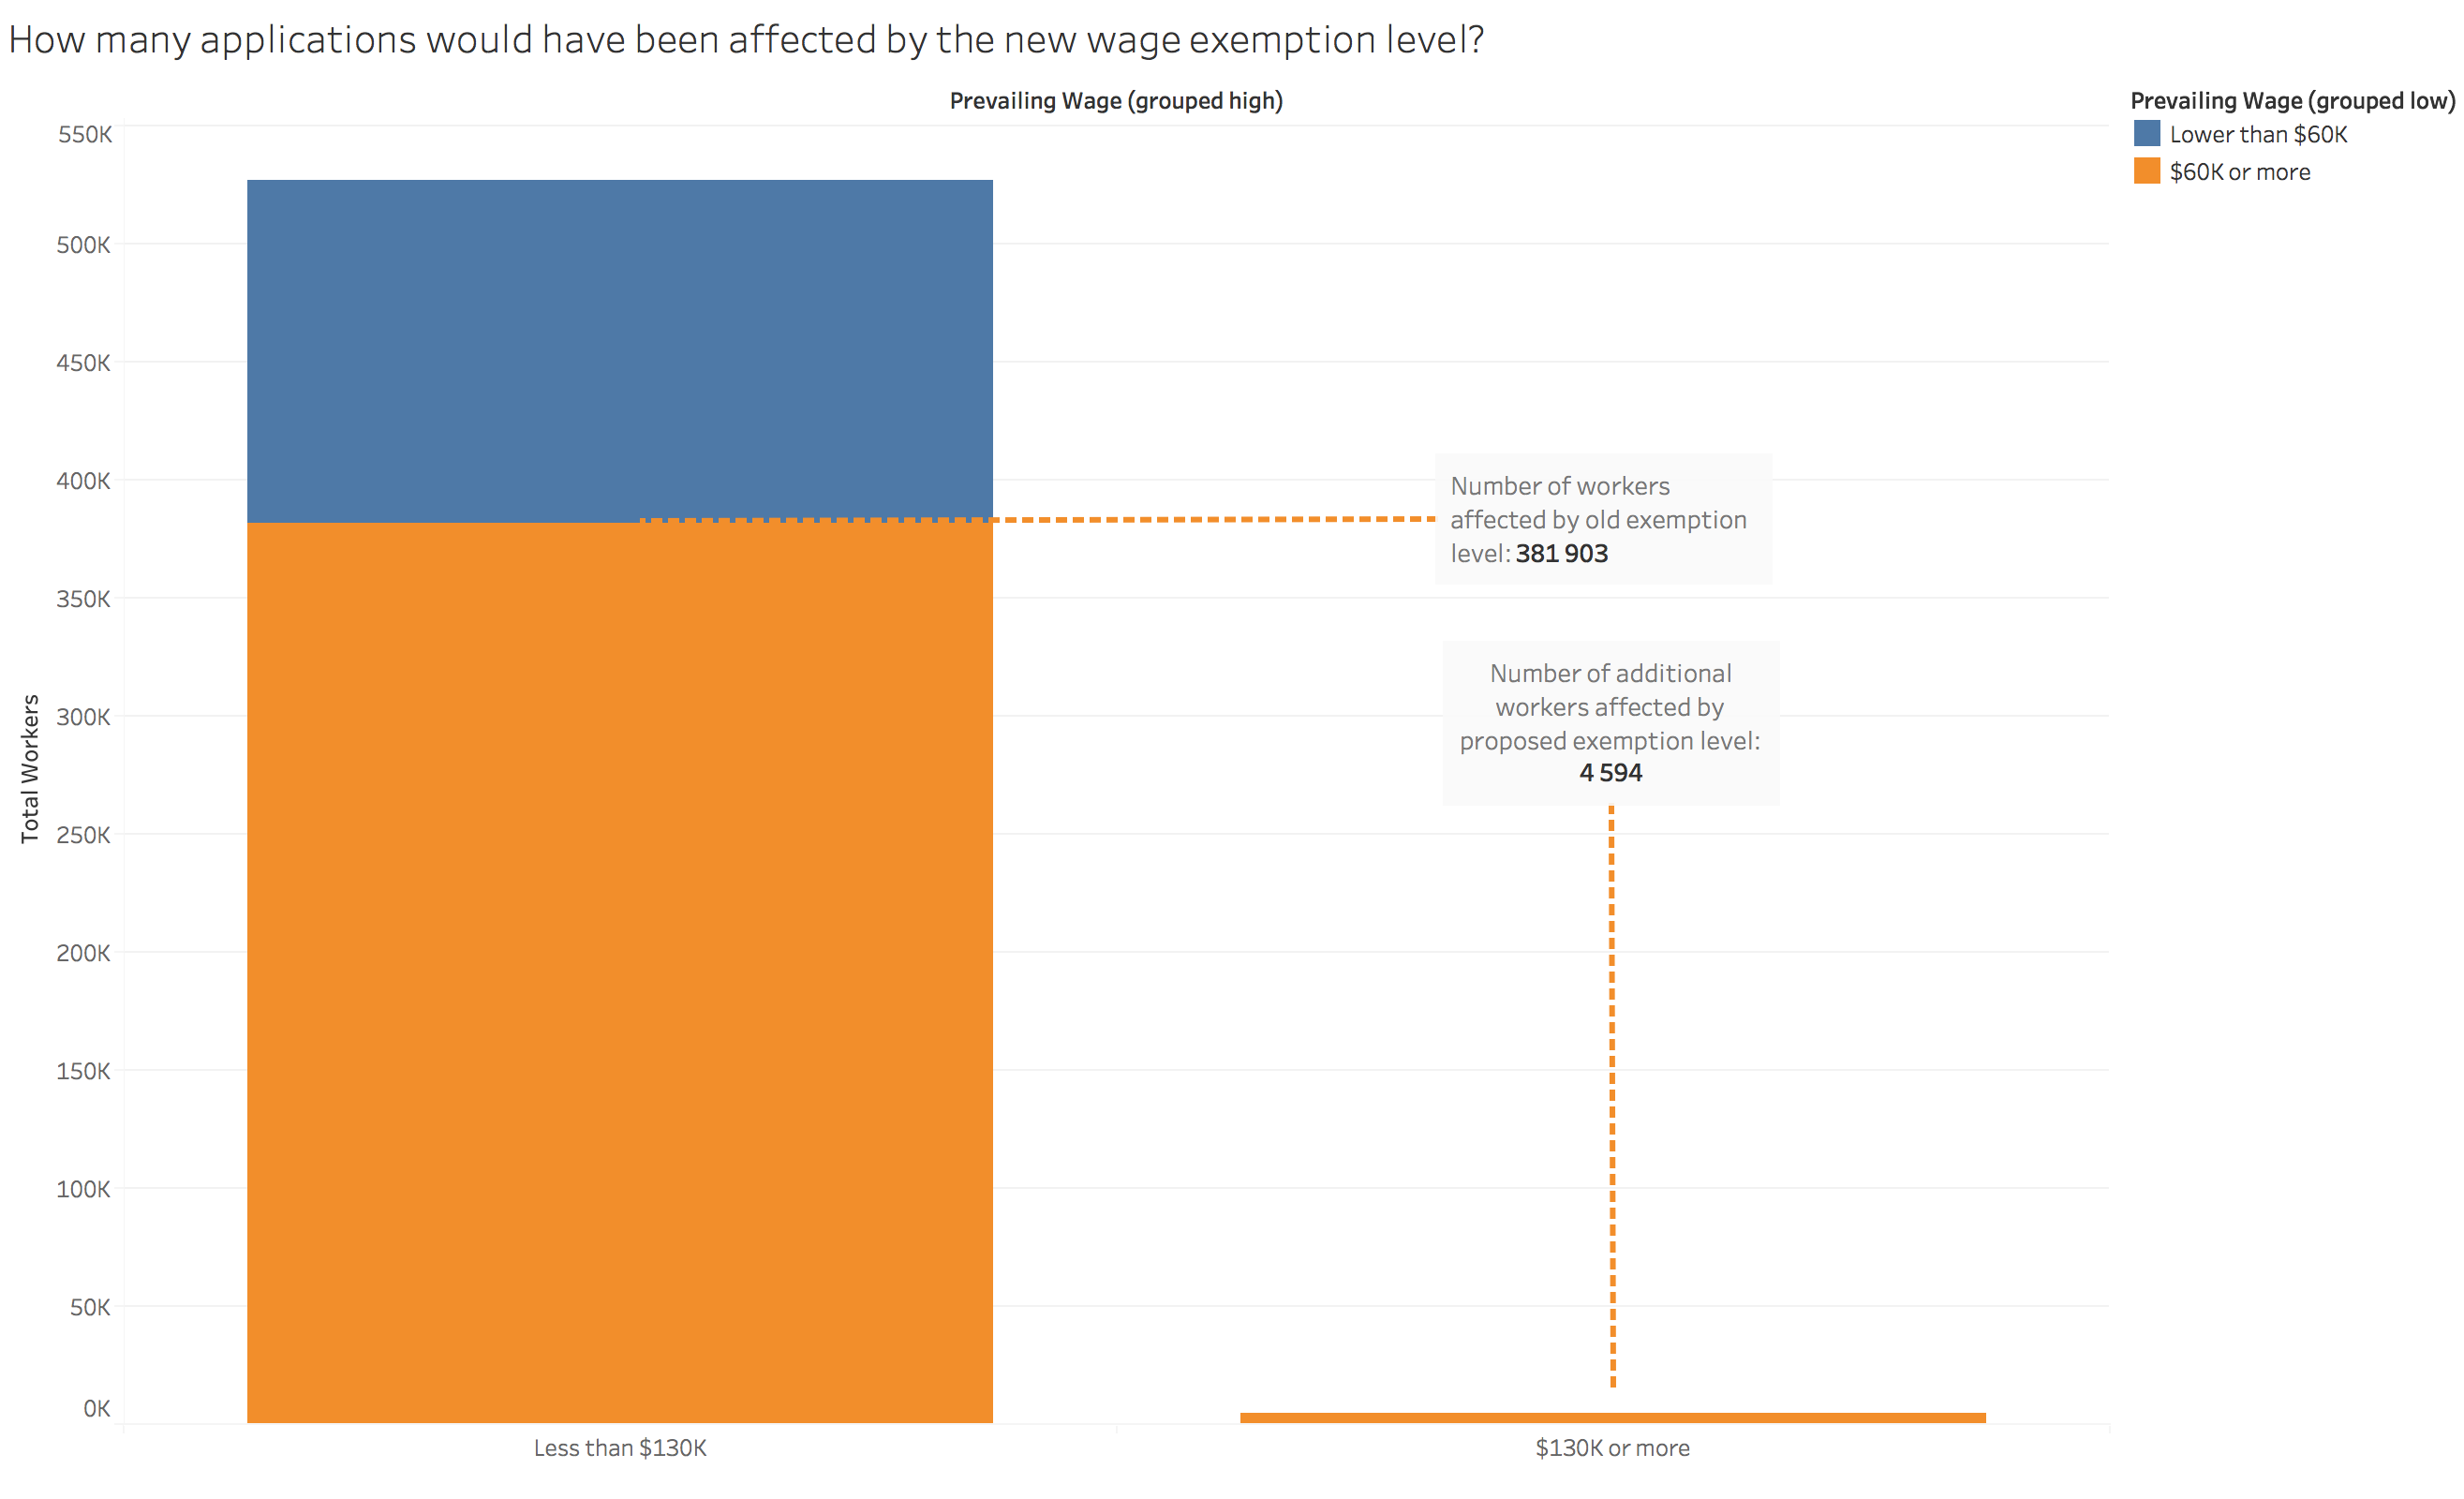 How many applications would have been affected by the new wage exemption level?
Prevailing Wage (grouped high)
Prevailing Wage (grouped low)
Lower than $60K
$60K or more
550K
500K
450K
400K
350K
300K
250K
200K
150K
100K
50K
0K
Total Workers
Number of workers
affected by old exemption
level: 381 903
Number of additional
workers affected by
proposed exemption level:
4 594
Less than $130K
$130K or more